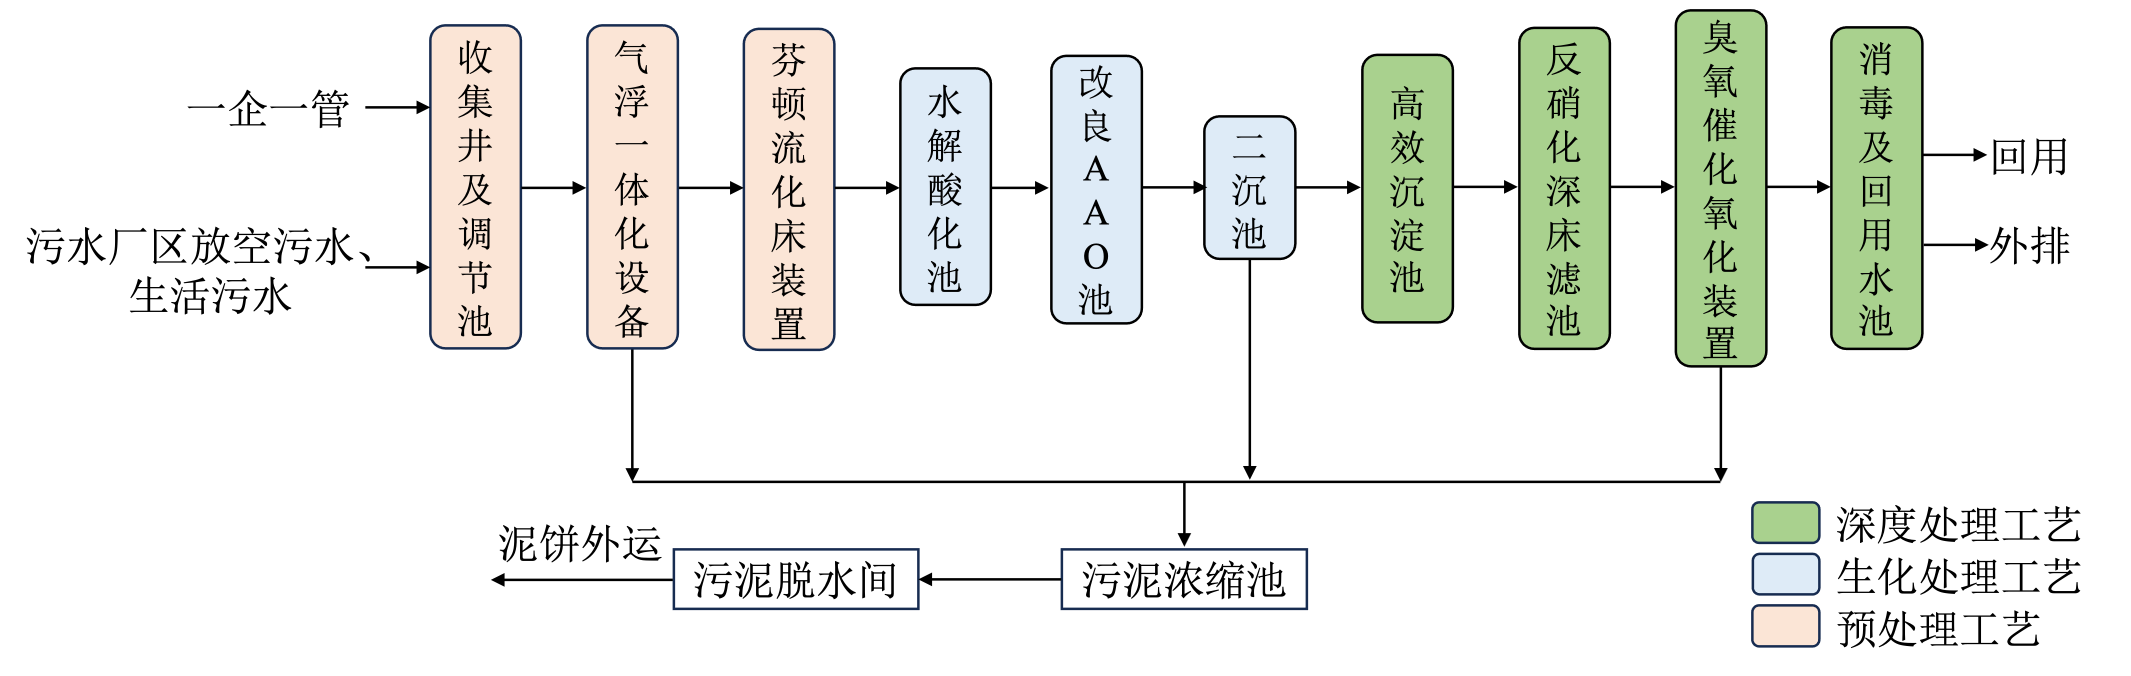 一企一管
污水厂区放空污水、
生活污水
收集井及调节池
气浮一体化设备
芬顿流化床装置
水解酸化池
改良AAO池
二沉池
高效沉淀池
反硝化深床滤池
臭氧催化氧化装置
消毒及回用水池
回用
外排
泥饼外运
污泥脱水间
污泥浓缩池
深度处理工艺
生化处理工艺
预处理工艺